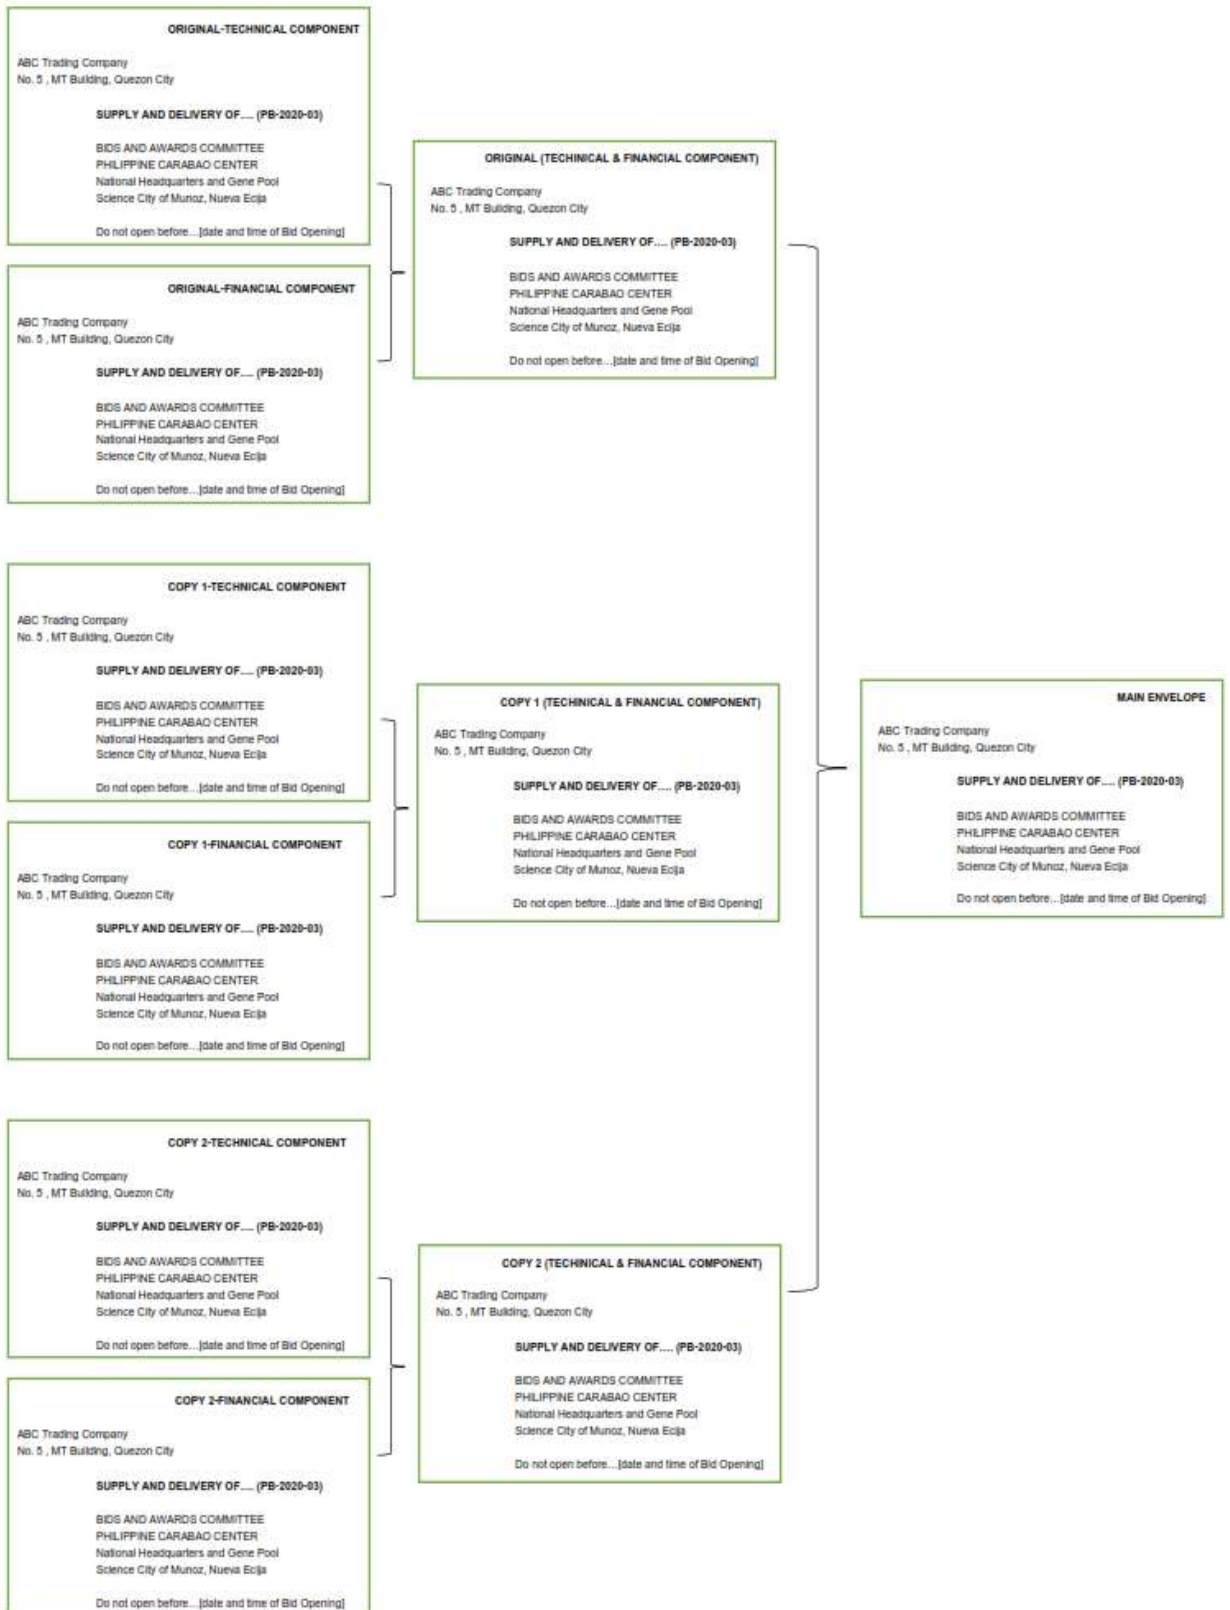 ORIGINAL-TECHNICAL COMPONENT
ABC Trading Company
No. 5 , MT Building, Quezon City
SUPPLY AND DELIVERY OF.... (PB-2020-03)
BIDS AND AWARDS COMMITTEE
PHILIPPINE CARABAO CENTER
National Headquarters and Gene Pool
Science City of Munoz, Nueva Ecija
Do not open before...[date and time of Bid Opening]
ORIGINAL-FINANCIAL COMPONENT
ABC Trading Company
No. 5 , MT Building, Quezon City
SUPPLY AND DELIVERY OF.... (PB-2020-03)
BIDS AND AWARDS COMMITTEE
PHILIPPINE CARABAO CENTER
National Headquarters and Gene Pool
Science City of Munoz, Nueva Ecija
Do not open before...[date and time of Bid Opening]
ORIGINAL (TECHINICAL & FINANCIAL COMPONENT)
ABC Trading Company
No. 5 , MT Building, Quezon City
SUPPLY AND DELIVERY OF.... (PB-2020-03)
BIDS AND AWARDS COMMITTEE
PHILIPPINE CARABAO CENTER
National Headquarters and Gene Pool
Science City of Munoz, Nueva Ecija
Do not open before...[date and time of Bid Opening]
COPY 1-TECHNICAL COMPONENT
ABC Trading Company
No. 5 , MT Building, Quezon City
SUPPLY AND DELIVERY OF.... (PB-2020-03)
BIDS AND AWARDS COMMITTEE
PHILIPPINE CARABAO CENTER
National Headquarters and Gene Pool
Science City of Munoz, Nueva Ecija
Do not open before...[date and time of Bid Opening]
COPY 1-FINANCIAL COMPONENT
ABC Trading Company
No. 5 , MT Building, Quezon City
SUPPLY AND DELIVERY OF.... (PB-2020-03)
BIDS AND AWARDS COMMITTEE
PHILIPPINE CARABAO CENTER
National Headquarters and Gene Pool
Science City of Munoz, Nueva Ecija
Do not open before...[date and time of Bid Opening]
COPY 1 (TECHINICAL & FINANCIAL COMPONENT)
ABC Trading Company
No. 5 , MT Building, Quezon City
SUPPLY AND DELIVERY OF.... (PB-2020-03)
BIDS AND AWARDS COMMITTEE
PHILIPPINE CARABAO CENTER
National Headquarters and Gene Pool
Science City of Munoz, Nueva Ecija
Do not open before...[date and time of Bid Opening]
MAIN ENVELOPE
ABC Trading Company
No. 5 , MT Building, Quezon City
SUPPLY AND DELIVERY OF.... (PB-2020-03)
BIDS AND AWARDS COMMITTEE
PHILIPPINE CARABAO CENTER
National Headquarters and Gene Pool
Science City of Munoz, Nueva Ecija
Do not open before...[date and time of Bid Opening]
COPY 2-TECHNICAL COMPONENT
ABC Trading Company
No. 5 , MT Building, Quezon City
SUPPLY AND DELIVERY OF.... (PB-2020-03)
BIDS AND AWARDS COMMITTEE
PHILIPPINE CARABAO CENTER
National Headquarters and Gene Pool
Science City of Munoz, Nueva Ecija
Do not open before...[date and time of Bid Opening]
COPY 2-FINANCIAL COMPONENT
ABC Trading Company
No. 5 , MT Building, Quezon City
SUPPLY AND DELIVERY OF.... (PB-2020-03)
BIDS AND AWARDS COMMITTEE
PHILIPPINE CARABAO CENTER
National Headquarters and Gene Pool
Science City of Munoz, Nueva Ecija
Do not open before...[date and time of Bid Opening]
COPY 2 (TECHINICAL & FINANCIAL COMPONENT)
ABC Trading Company
No. 5 , MT Building, Quezon City
SUPPLY AND DELIVERY OF.... (PB-2020-03)
BIDS AND AWARDS COMMITTEE
PHILIPPINE CARABAO CENTER
National Headquarters and Gene Pool
Science City of Munoz, Nueva Ecija
Do not open before...[date and time of Bid Opening]